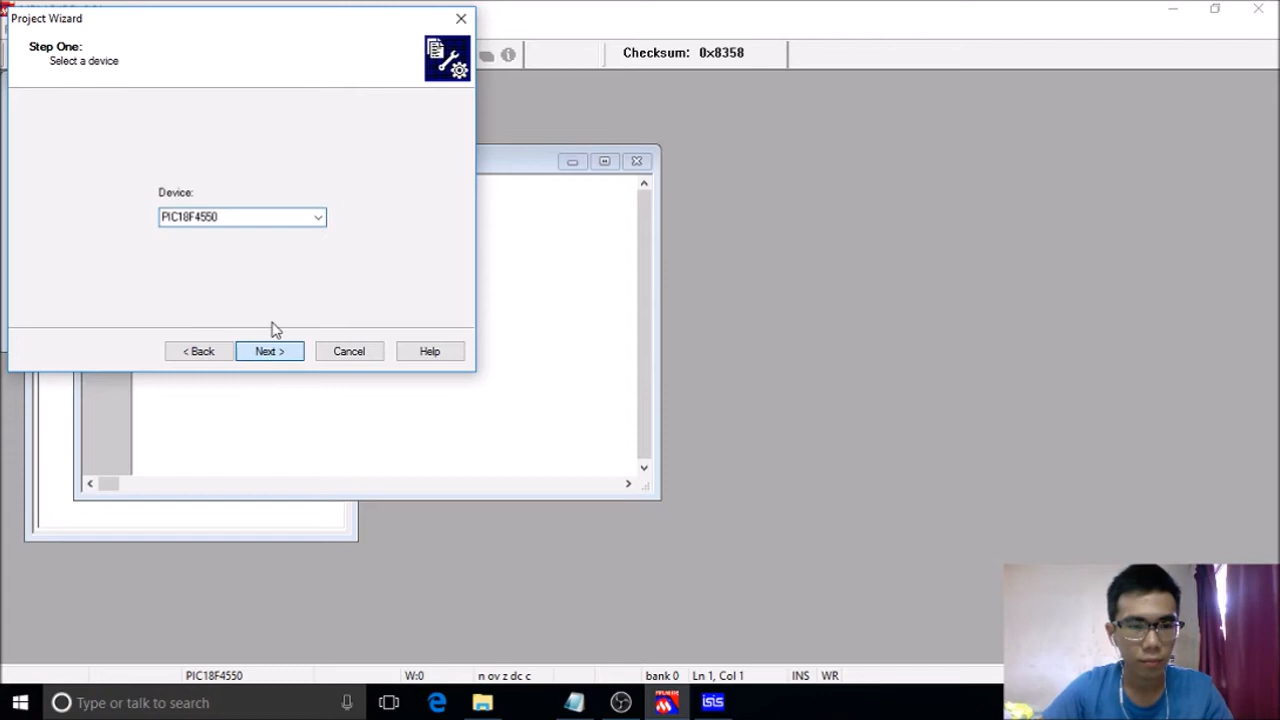 Project Wizard
Step One:
Select a device
Checksum: 0x8358
Device:
PIC18F4550
< Back
Next >
Cancel
Help
PIC18F4550
W:0
n ov z dc c
bank 0
Ln 1, Col 1
INS
WR
Type or talk to search
isis